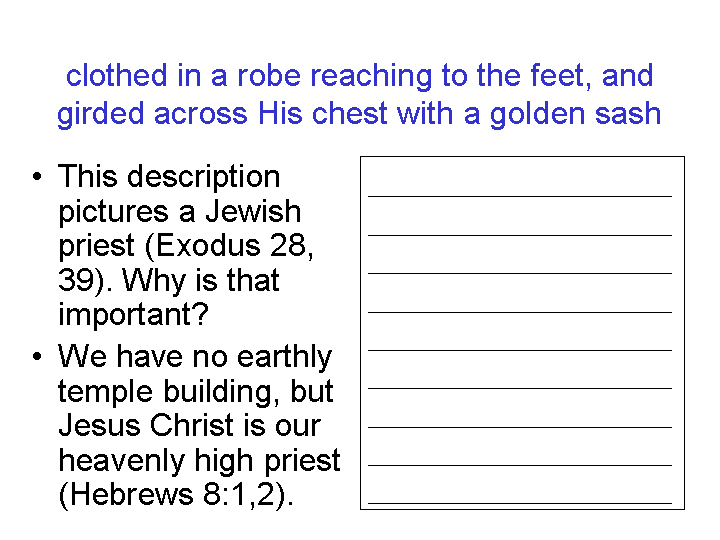 clothed in a robe reaching to the feet, and
girded across His chest with a golden sash
• This description
pictures a Jewish
priest (Exodus 28,
39). Why is that
important?
• We have no earthly
temple building, but
Jesus Christ is our
heavenly high priest
(Hebrews 8:1,2).